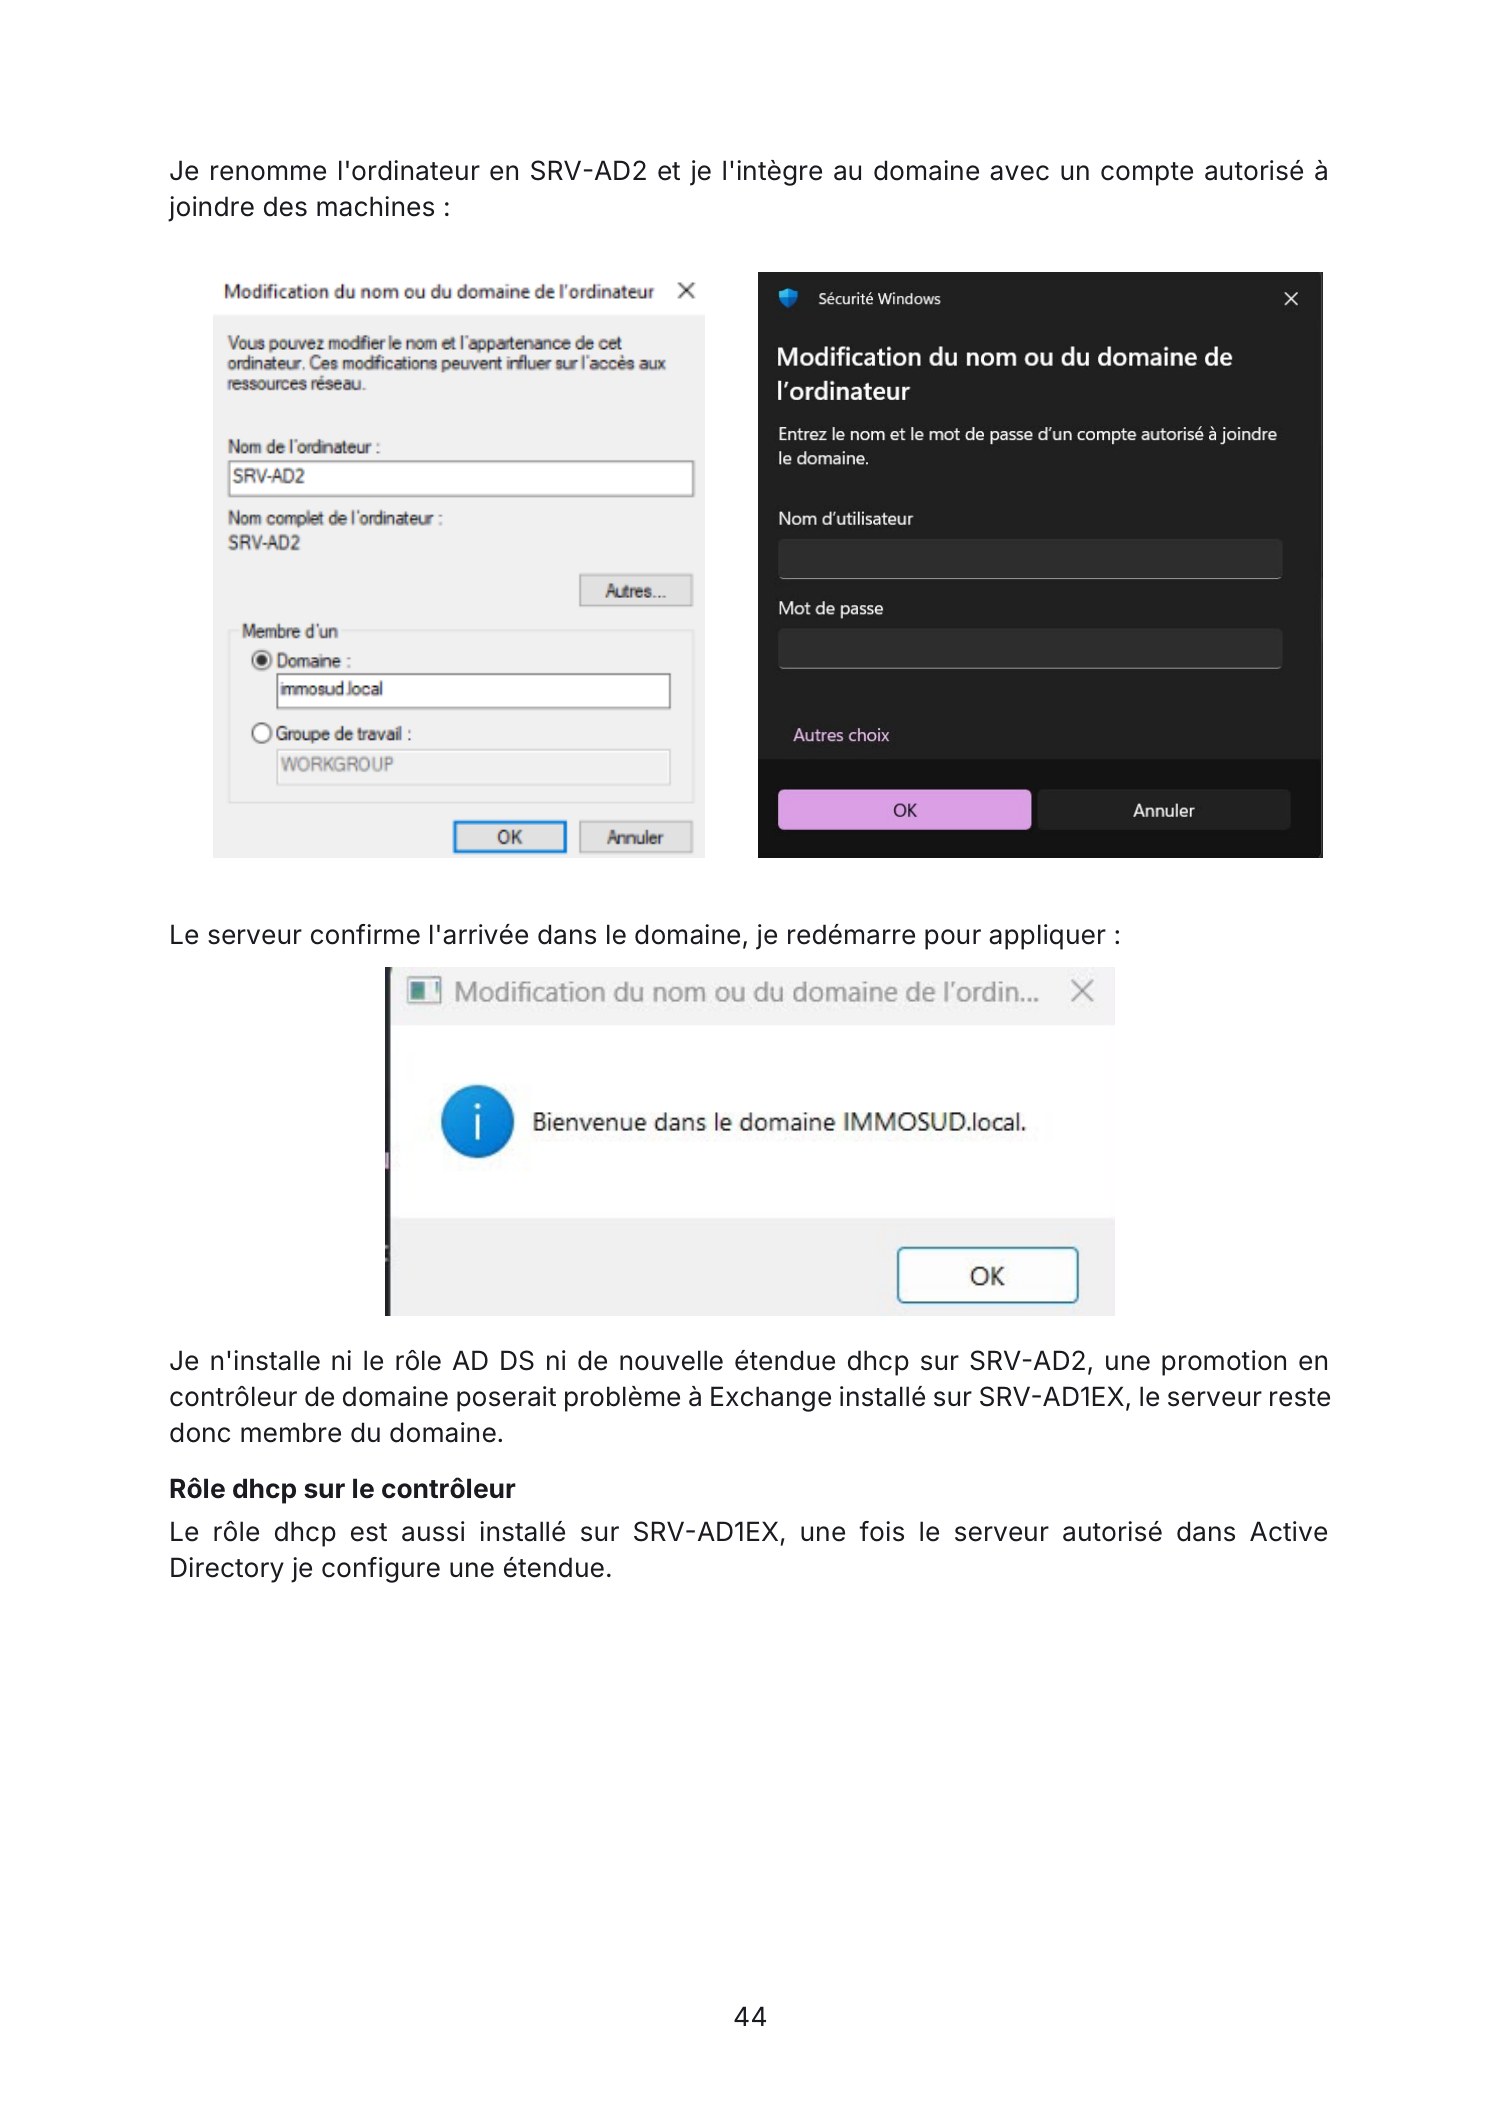 Je renomme l'ordinateur en SRV-AD2 et je l'intègre au domaine avec un compte autorisé à
joindre des machines :
Modification du nom ou du domaine de l'ordinateur
Vous pouvez modifier le nom et l'appartenance de cet
ordinateur. Ces modifications peuvent influer sur l'accès aux
ressources réseau.
Nom de l'ordinateur :
SRV-AD2
Nom complet de l'ordinateur :
SRV-AD2
Autres...
Membre d'un
Domaine :
immosud.local
Groupe de travail :
WORKGROUP
OK
Annuler
Sécurité Windows
Modification du nom ou du domaine de
l'ordinateur
Entrez le nom et le mot de passe d'un compte autorisé à joindre
le domaine.
Nom d'utilisateur
Mot de passe
Autres choix
OK
Annuler
Le serveur confirme l'arrivée dans le domaine, je redémarre pour appliquer :
Modification du nom ou du domaine de l'ordin...
Bienvenue dans le domaine IMMOSUD.local.
OK
Je n'installe ni le rôle AD DS ni de nouvelle étendue dhcp sur SRV-AD2, une promotion en
contrôleur de domaine poserait problème à Exchange installé sur SRV-AD1EX, le serveur reste
donc membre du domaine.
Rôle dhcp sur le contrôleur
Le rôle dhcp est aussi installé sur SRV-AD1EX, une fois le serveur autorisé dans Active
Directory je configure une étendue.
44